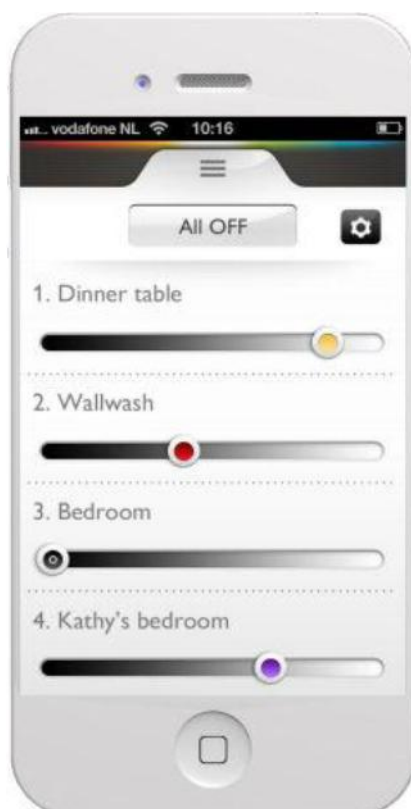 vodafone NL 10:16
All OFF
1. Dinner table
2. Wallwash
3. Bedroom
4. Kathy's bedroom